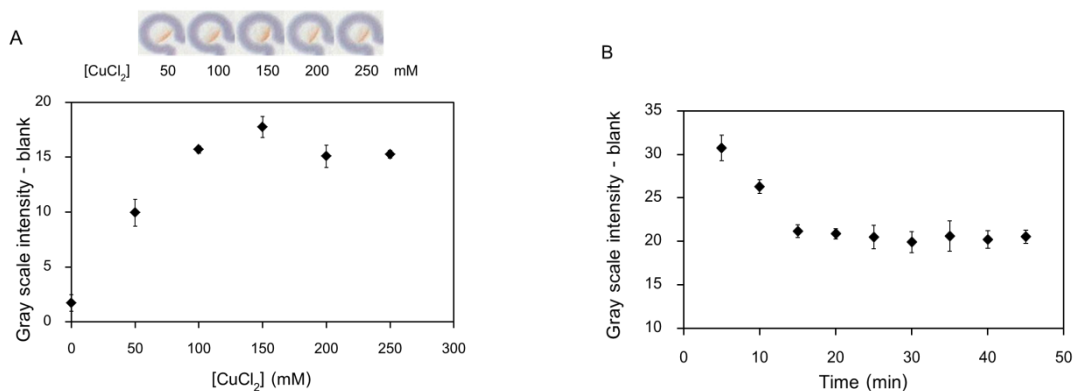 A
[CuCl₂] 50 100 150 200 250 mM
20
15
10
5
0
Gray scale intensity - blank
0 50 100 150 200 250 300
[CuCl₂] (mM)
B
35
30
25
20
15
10
Gray scale intensity - blank
0 10 20 30 40 50
Time (min)